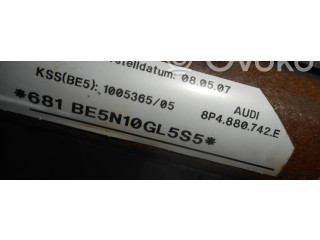 stelldatum: 08.05.07
KSS(BE5): 1005365/05
AUDI
8P4.880.742.E
*681 BE5N10GL5S5*